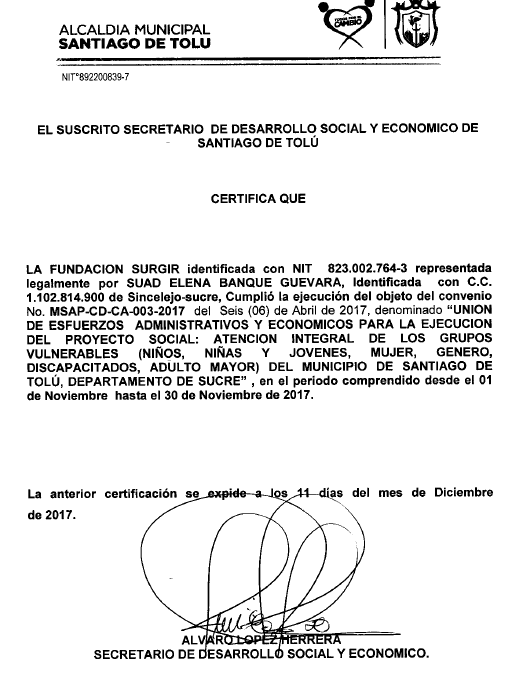 ALCALDIA MUNICIPAL
SANTIAGO DE TOLU
CAMBIO
NIT°892200839-7
EL SUSCRITO SECRETARIO DE DESARROLLO SOCIAL Y ECONOMICO DE
SANTIAGO DE TOLÚ
CERTIFICA QUE
LA FUNDACION SURGIR identificada con NIT 823.002.764-3 representada
legalmente por SUAD ELENA BANQUE GUEVARA, Identificada con C.C.
1.102.814.900 de Sincelejo-sucre, Cumplió la ejecución del objeto del convenio
No. MSAP-CD-CA-003-2017 del Seis (06) de Abril de 2017, denominado "UNION
DE ESFUERZOS ADMINISTRATIVOS Y ECONOMICOS PARA LA EJECUCION
DEL PROYECTO SOCIAL: ATENCION INTEGRAL DE LOS GRUPOS
VULNERABLES (NIÑOS, NIÑAS Y JOVENES, MUJER, GENERO,
DISCAPACITADOS, ADULTO MAYOR) DEL MUNICIPIO DE SANTIAGO DE
TOLÚ, DEPARTAMENTO DE SUCRE" , en el periodo comprendido desde el 01
de Noviembre hasta el 30 de Noviembre de 2017.
La anterior certificación se expide a los 11 días del mes de Diciembre
de 2017.
ALVARO LOPEZ HERRERA
SECRETARIO DE DESARROLLO SOCIAL Y ECONOMICO.